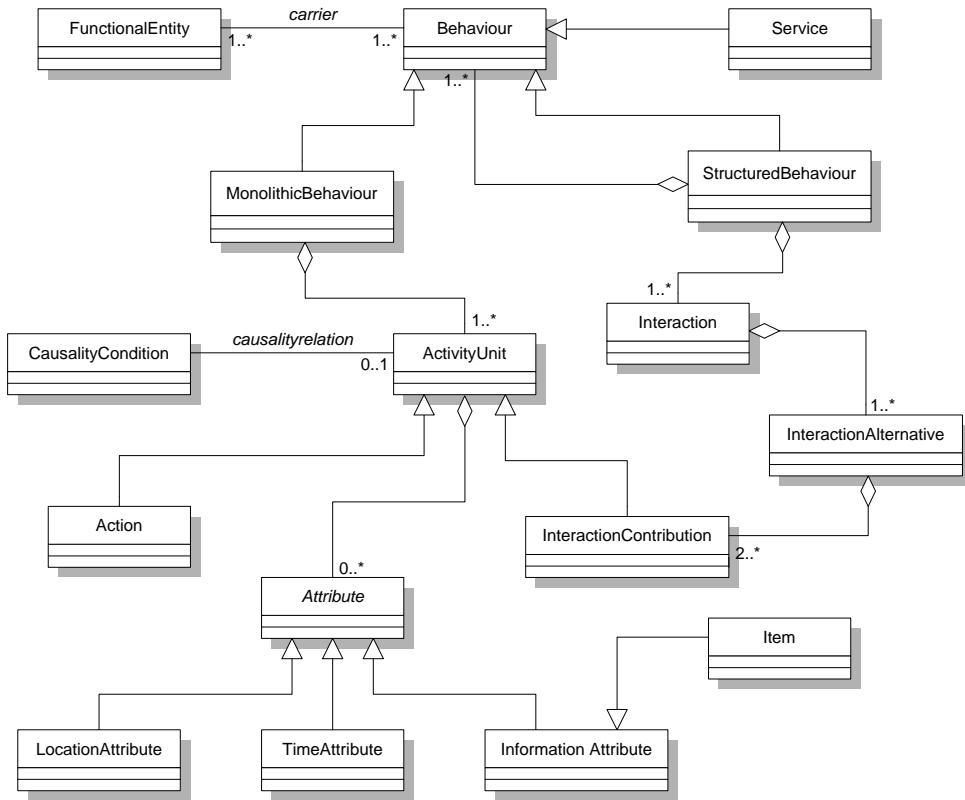 carrier
FunctionalEntity
Behaviour
Service
1..*
1..*
1..*
MonolithicBehaviour
StructuredBehaviour
1..*
Interaction
1..*
causalityrelation
CausalityCondition
ActivityUnit
0..1
1..*
InteractionAlternative
Action
InteractionContribution
2..*
0..*
Attribute
Item
LocationAttribute
TimeAttribute
Information Attribute